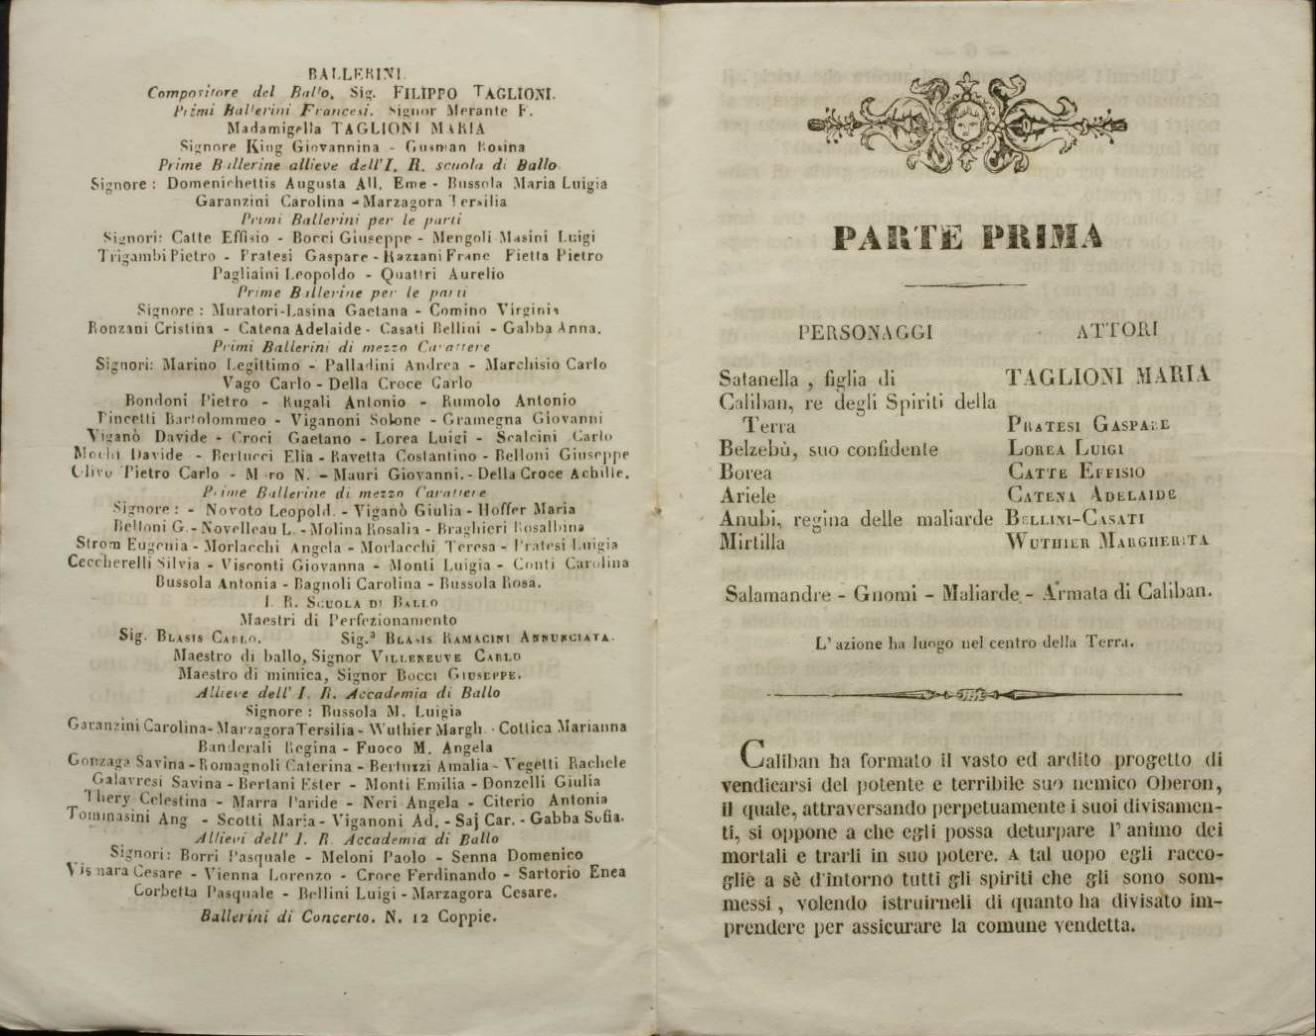 BALLERINI
Compositore del Ballo, Sig. FILIPPO TAGLIONI.
Primi Ballerini Francesi. Signor Merante F.
Madamigella TAGLIONI MARIA
Signore King Giovannina - Gusman Rosina
Prime Ballerine allieve dell'I. R. scuola di Ballo
Signore : Domenichettis Augusta All. Eme - Bussola Maria Luigia
Garanzini Carolina - Marzagora Tersilia
Primi Ballerini per le parti
Signori: Catte Effisio - Bocci Giuseppe - Mengoli Masini Luigi
Trigambi Pietro - Fratesi Gaspare - Razzani Franc Fietta Pietro
Pagliaini Leopoldo - Quattri Aurelio
Prime Ballerine per le parti
Signore : Muratori-Lasina Gaetana - Comino Virginia
Ronzani Cristina - Catena Adelaide - Casati Bellini - Gabba Anna.
Primi Ballerini di mezzo Carattere
Signori: Marino Legittimo - Palladini Andrea - Marchisio Carlo
Vago Carlo - Della Croce Carlo
Bondoni Pietro - Rugali Antonio - Rumolo Antonio
Pincetti Bartolommeo - Viganoni Solone - Gramegna Giovanni
Viganò Davide - Croci Gaetano - Lorea Luigi - Scalcini Carlo
Mochi Davide - Bertucci Elia - Ravetta Costantino - Belloni Giuseppe
Olivo Pietro Carlo - N. - Mauri Giovanni. - Della Croce Achille.
Prime Ballerine di mezzo Carattere
Signore : - Novoto Leopold. - Viganò Giulia - Hoffer Maria
Belloni G. - Novelleau L. - Molina Rosalia - Braghieri Rosalbina
Strom Eugenia - Morlacchi Angela - Morlacchi Teresa - Pratesi Luigia
Ceccherelli Silvia - Visconti Giovanna - Monti Luigia - Conti Carolina
Bussola Antonia - Bagnoli Carolina - Bussola Rosa.
I. R. SCUOLA DI BALLO
Maestri di Perfezionamento
Sig. BLASIS CARLO. Sig.ª BLASIS RAMACINI ANNUNCIATA.
Maestro di ballo, Signor VILLENEUVE CARLO
Maestro di mimica, Signor BOCCI GIUSEPPE.
Allieve dell' I. R. Accademia di Ballo
Signore : Bussola M. Luigia
Garanzini Carolina - Marzagora Tersilia - Wuthier Margh. - Cottica Marianna
Banderali Regina - Fuoco M. Angela
Gonzaga Savina - Romagnoli Caterina - Bertuzzi Amalia - Vegetti Rachele
Galavresi Savina - Bertani Ester - Monti Emilia - Donzelli Giulia
Thery Celestina - Marra Paride - Neri Angela - Citerio Antonia
Tommasini Ang - Scotti Maria - Viganoni Ad. - Saj Car. - Gabba Sofia.
Allievi dell' I. R. Accademia di Ballo
Signori: Borri Pasquale - Meloni Paolo - Senna Domenico
Vismara Cesare - Vienna Lorenzo - Croce Ferdinando - Sartorio Enea
Corbetta Pasquale - Bellini Luigi - Marzagora Cesare.
Ballerini di Concerto. N. 12 Coppie.
PARTE PRIMA
PERSONAGGI ATTORI
Satanella , figlia di TAGLIONI MARIA
Caliban, re degli Spiriti della
Terra PRATESI GASPARE
Belzebù, suo confidente LOREA LUIGI
Borea CATTE EFFISIO
Ariele CATENA ADELAIDE
Anubi, regina delle maliarde BELLINI-CASATI
Mirtilla WUTHIER MARGHERITA
Salamandre - Gnomi - Maliarde - Armata di Caliban.
L' azione ha luogo nel centro della Terra.
Caliban ha formato il vasto ed ardito progetto di
vendicarsi del potente e terribile suo nemico Oberon,
il quale, attraversando perpetuamente i suoi divisamen-
ti, si oppone a che egli possa deturpare l' animo dei
mortali e trarli in suo potere. A tal uopo egli racco-
glie a sè d'intorno tutti gli spiriti che gli sono som-
messi , volendo istruirneli di quanto ha divisato im-
prendere per assicurare la comune vendetta.